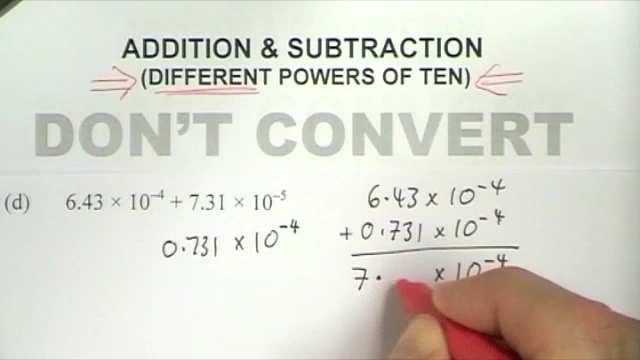 ADDITION & SUBTRACTION
(DIFFERENT POWERS OF TEN)
DON'T CONVERT
(d) 6.43 × 10⁻⁴ + 7.31 × 10⁻⁵
0.731 × 10⁻⁴
6.43 × 10⁻⁴
+ 0.731 × 10⁻⁴
7. × 10⁻⁴